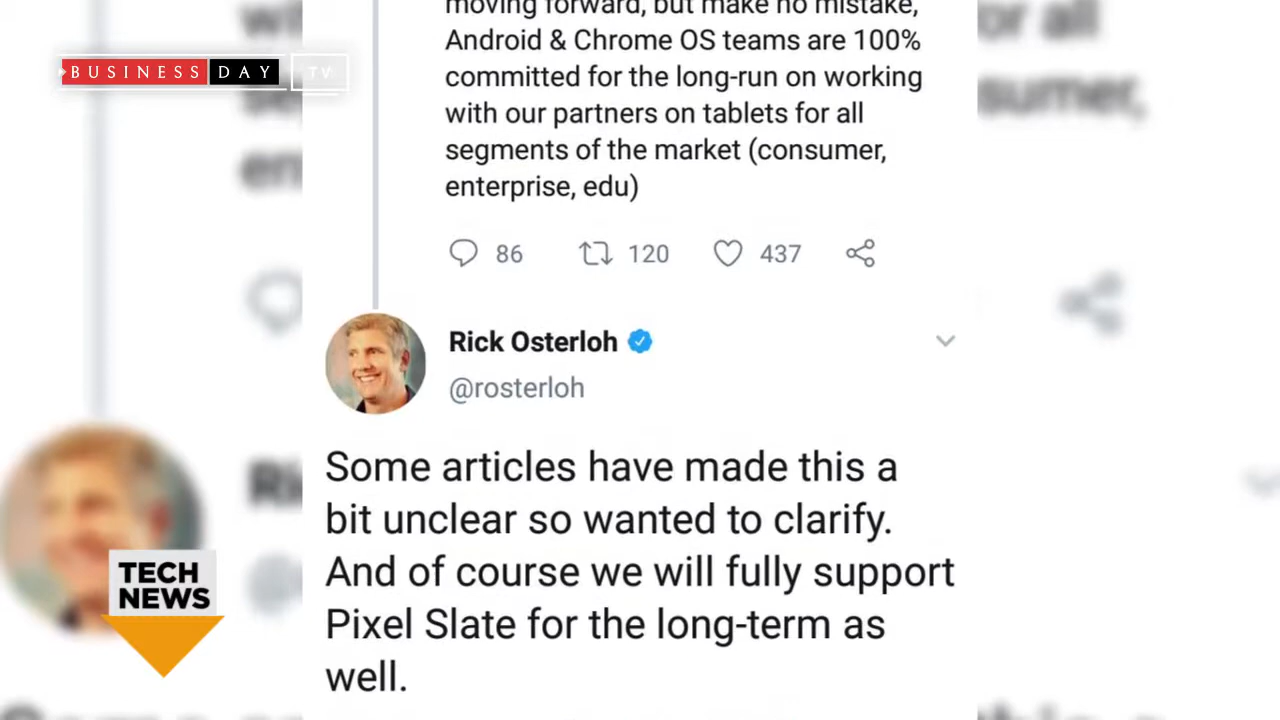 BUSINESS DAY TV
moving forward, but make no mistake,
Android & Chrome OS teams are 100%
committed for the long-run on working
with our partners on tablets for all
segments of the market (consumer,
enterprise, edu)
86 120 437
Rick Osterloh
@rosterloh
Some articles have made this a
bit unclear so wanted to clarify.
And of course we will fully support
Pixel Slate for the long-term as
well.
TECH
NEWS
or all
sumer,